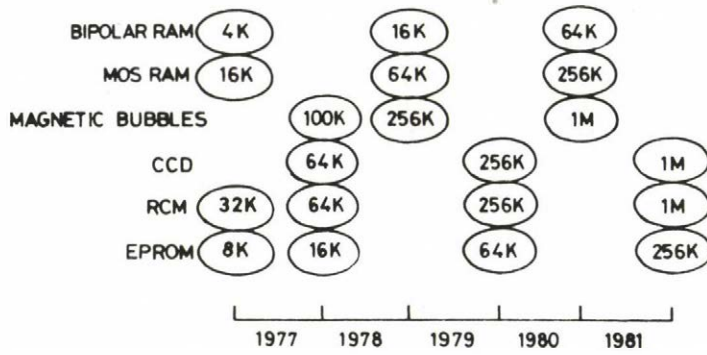 BIPOLAR RAM 4K 16K 64K
MOS RAM 16K 64K 256K
MAGNETIC BUBBLES 100K 256K 1M
CCD 64K 256K 1M
RCM 32K 64K 256K 1M
EPROM 8K 16K 64K 256K
1977 1978 1979 1980 1981